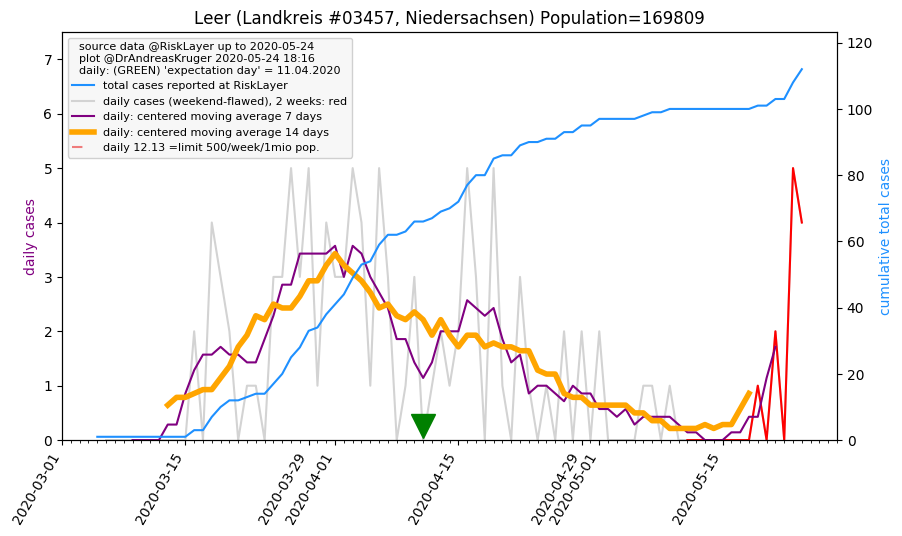 Leer (Landkreis #03457, Niedersachsen) Population=169809
source data @RiskLayer up to 2020-05-24
plot @DrAndreasKruger 2020-05-24 18:16
daily: (GREEN) 'expectation day' = 11.04.2020
total cases reported at RiskLayer
daily cases (weekend-flawed), 2 weeks: red
daily: centered moving average 7 days
daily: centered moving average 14 days
daily 12.13 =limit 500/week/1mio pop.
daily cases
7
6
5
4
3
2
1
0
cumulative total cases
120
100
80
60
40
20
0
2020-03-01
2020-03-15
2020-03-29
2020-04-01
2020-04-15
2020-04-29
2020-05-01
2020-05-15